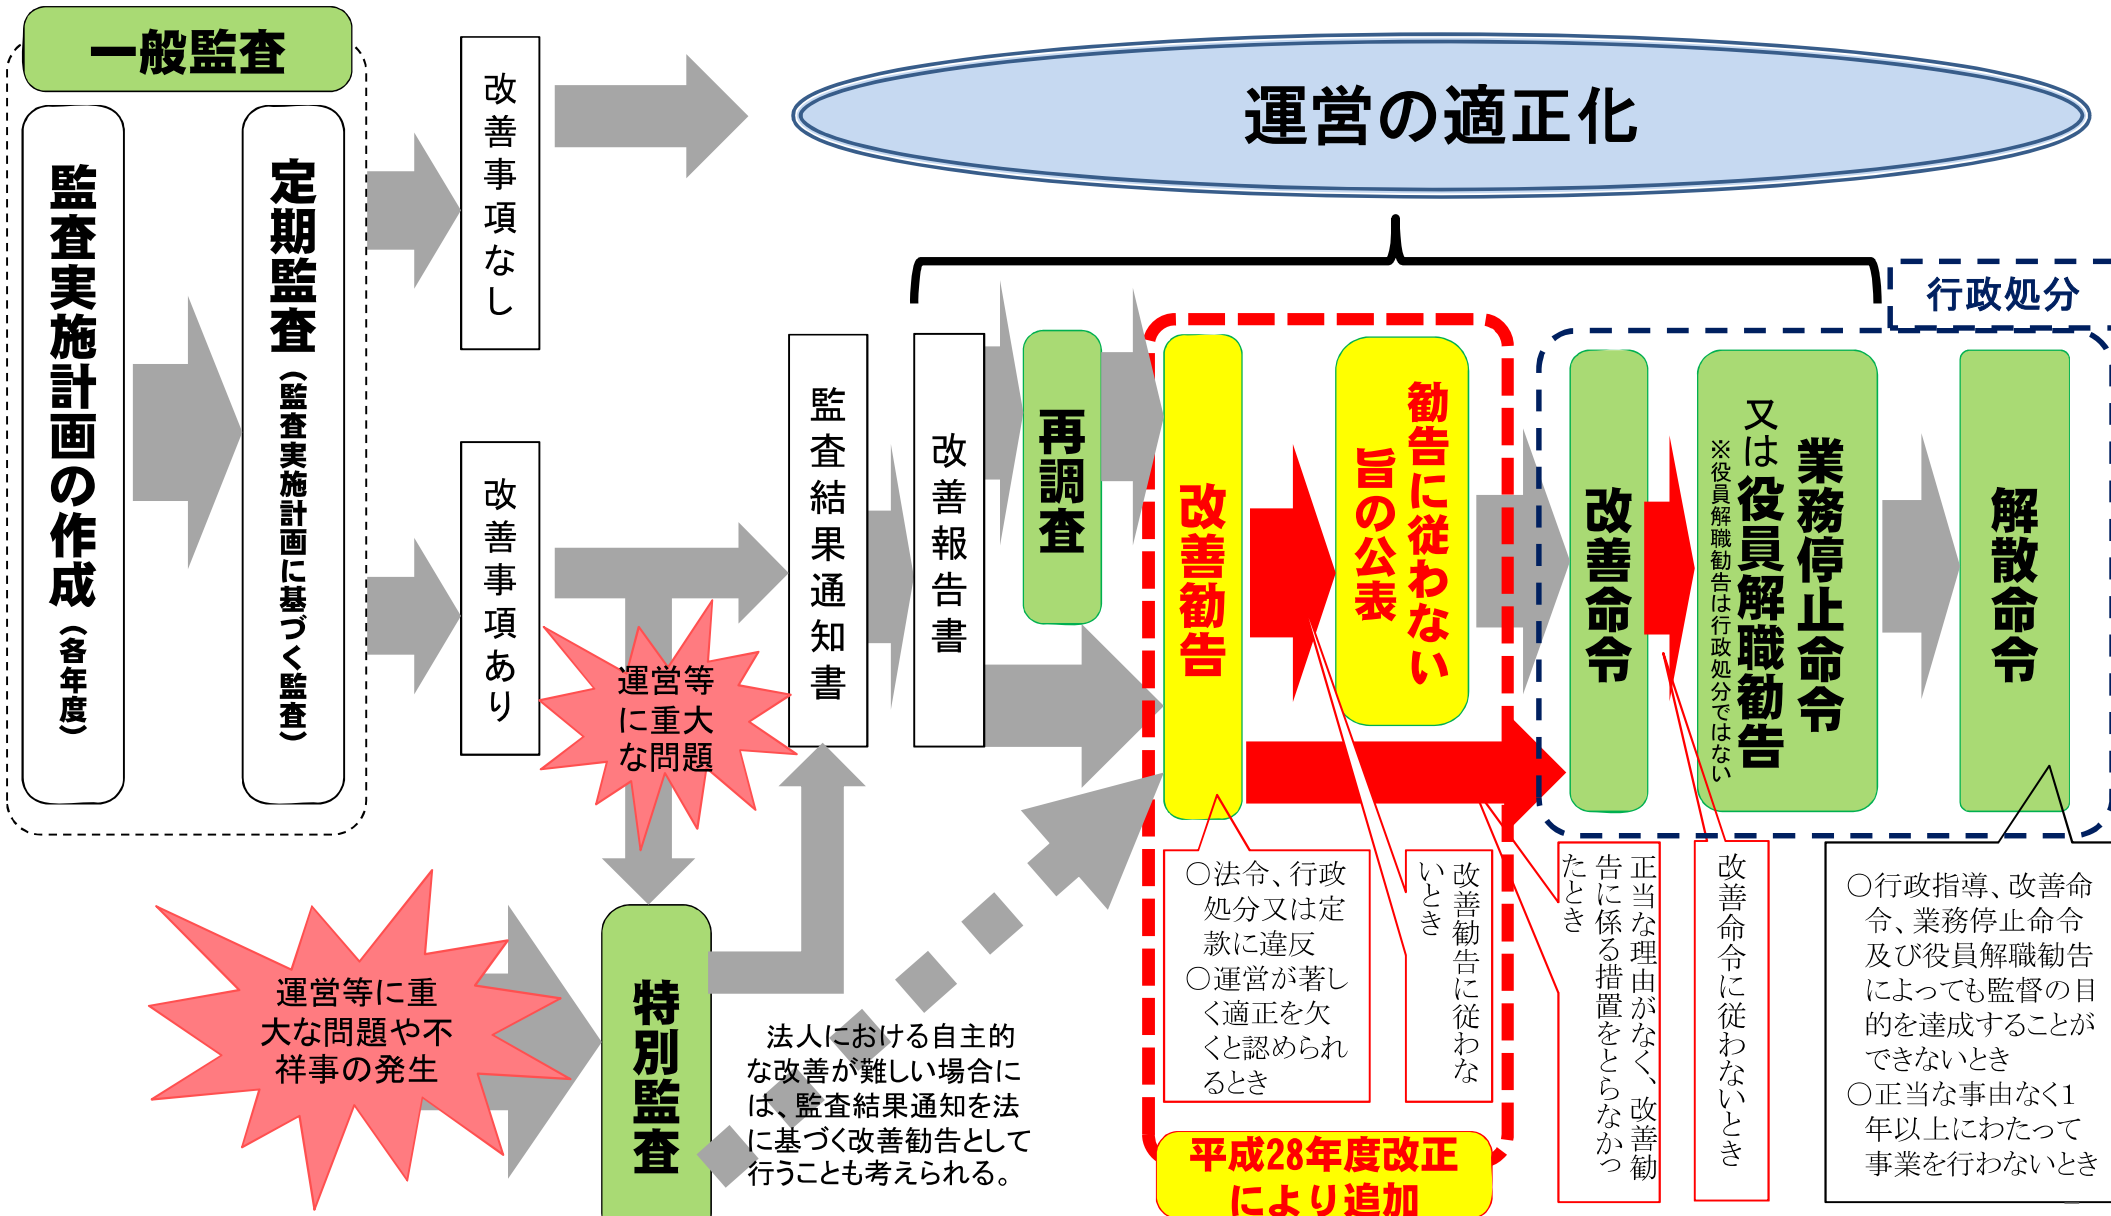 一般監査
監査実施計画の作成（各年度）
定期監査（監査実施計画に基づく監査）
改善事項なし
改善事項あり
運営の適正化
運営等
に重大
な問題
運営等に重
大な問題や不
祥事の発生
特別監査
監査結果通知書
改善報告書
再調査
改善勧告
勧告に従わない
旨の公表
行政処分
改善命令
業務停止命令
又は役員解職勧告
※役員解職勧告は行政処分ではない
解散命令
法人における自主的
な改善が難しい場合に
は、監査結果通知を法
に基づく改善勧告として
行うことも考えられる。
○法令、行政
処分又は定
款に違反
○運営が著し
く適正を欠
くと認められ
るとき
改善勧告に従わな
いとき
正当な理由がなく、改善勧
告に係る措置をとらなかっ
たとき
改善命令に従わないとき
○行政指導、改善命
令、業務停止命令
及び役員解職勧告
によっても監督の目
的を達成することが
できないとき
○正当な事由なく1
年以上にわたって
事業を行わないとき
平成28年度改正
により追加